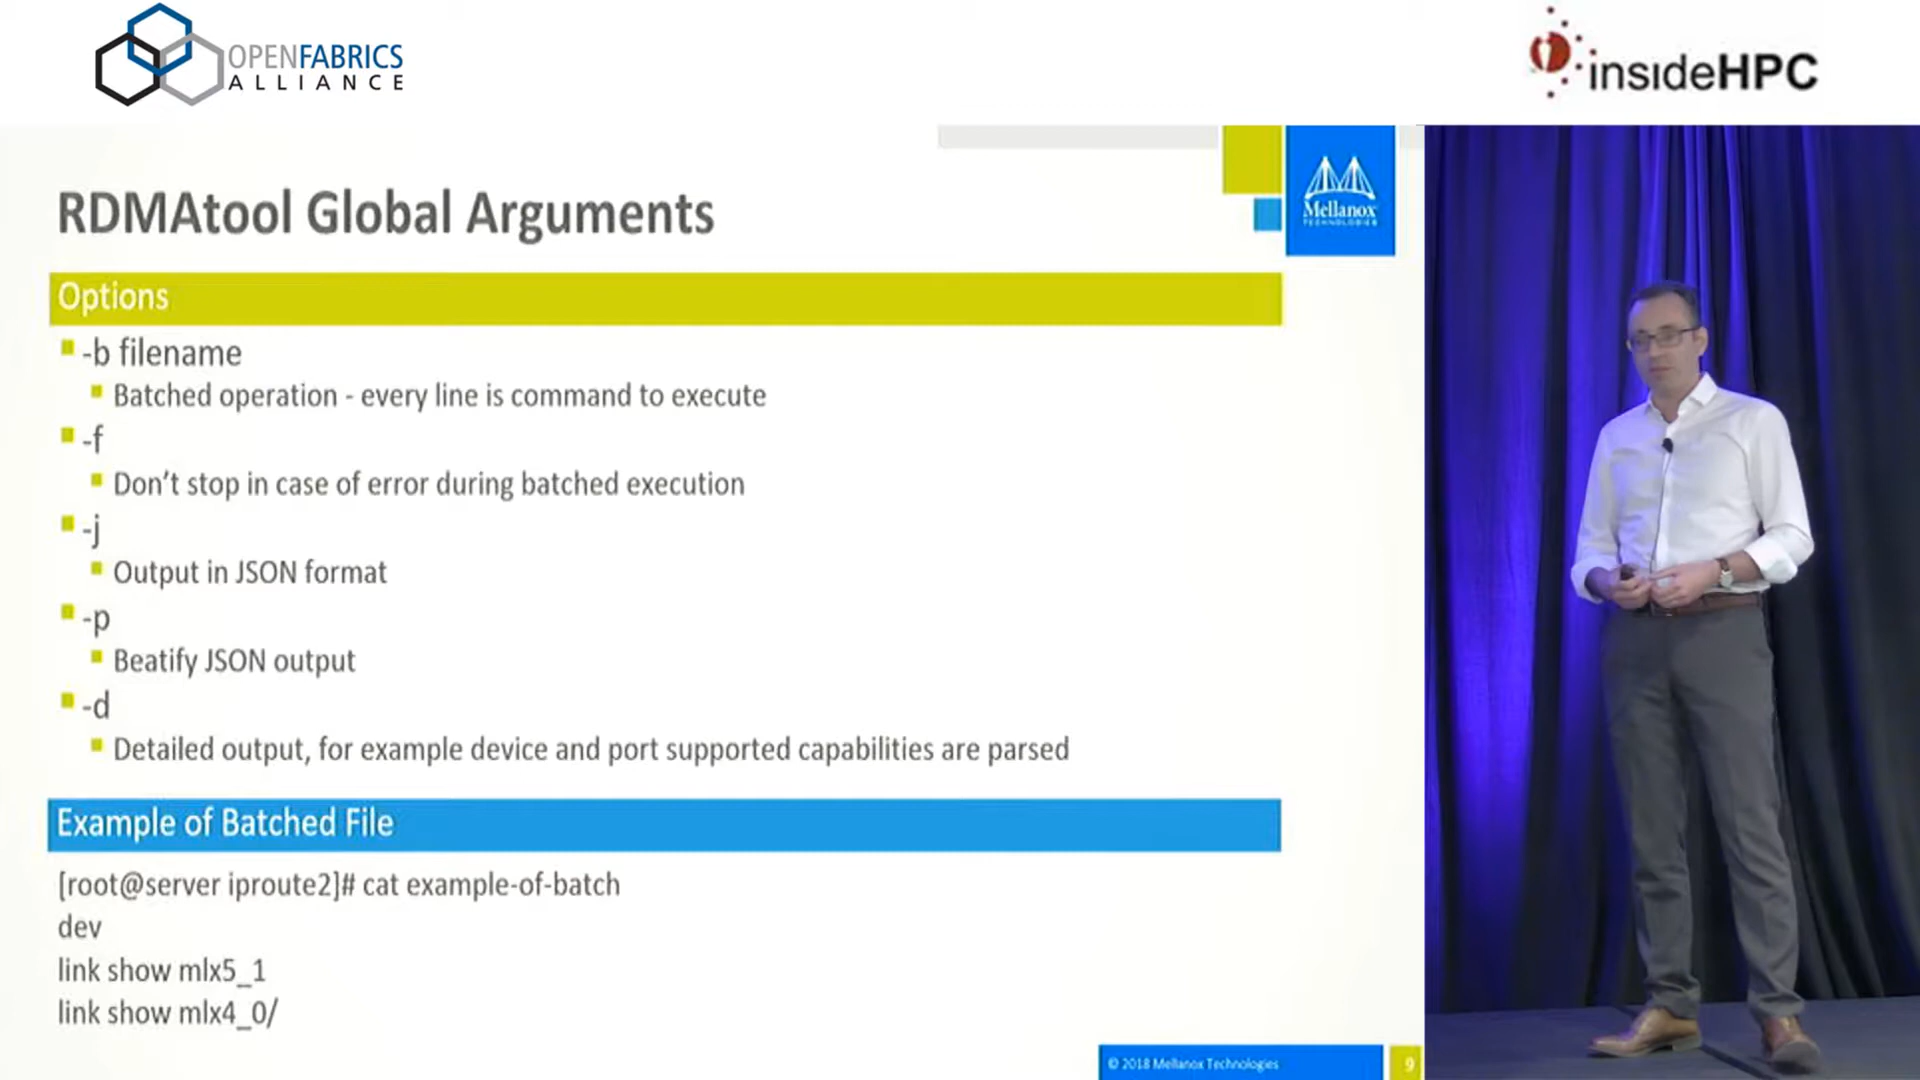 OPENFABRICS
ALLIANCE
insideHPC
Mellanox
TECHNOLOGIES
RDMAtool Global Arguments
Options
-b filename
Batched operation - every line is command to execute
-f
Don't stop in case of error during batched execution
-j
Output in JSON format
-p
Beatify JSON output
-d
Detailed output, for example device and port supported capabilities are parsed
Example of Batched File
[root@server iproute2]# cat example-of-batch
dev
link show mlx5_1
link show mlx4_0/
© 2018 Mellanox Technologies
9